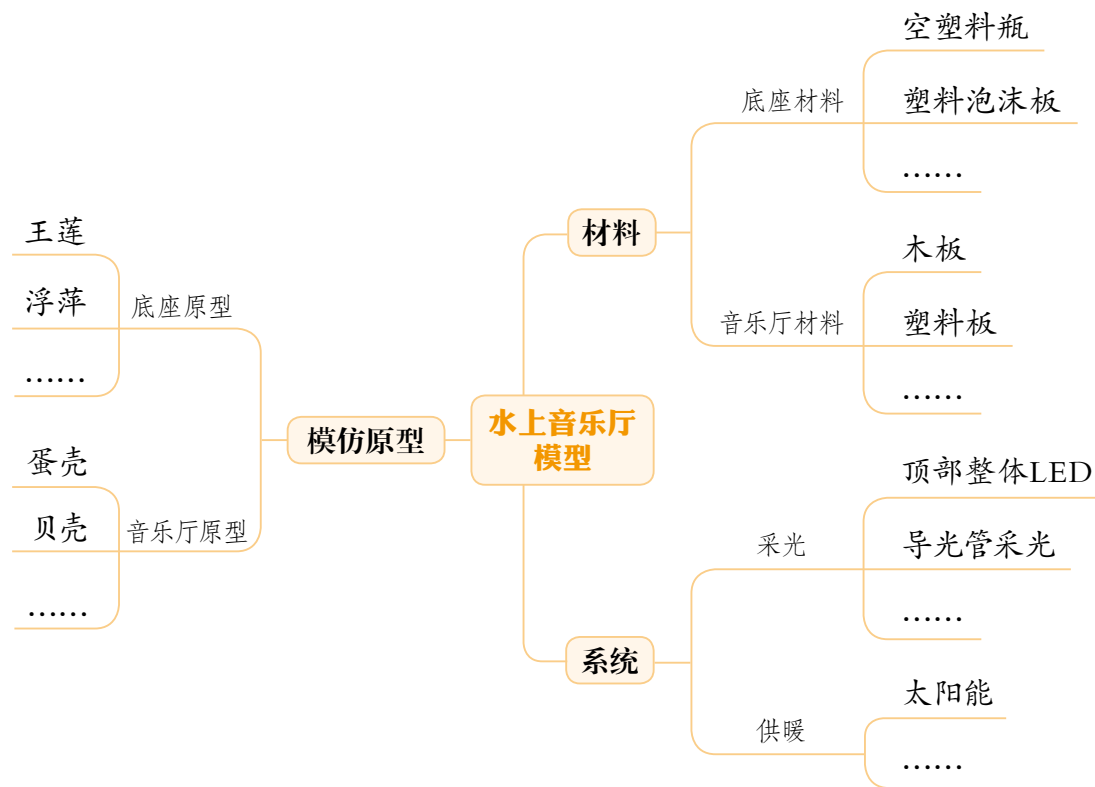 水上音乐厅
模型
模仿原型
底座原型
王莲
浮萍
……
音乐厅原型
蛋壳
贝壳
……
材料
底座材料
空塑料瓶
塑料泡沫板
……
音乐厅材料
木板
塑料板
……
系统
采光
顶部整体LED
导光管采光
……
供暖
太阳能
……